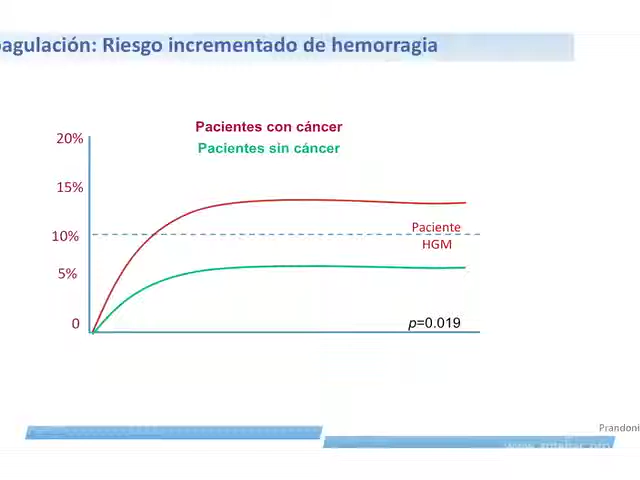 agulación: Riesgo incrementado de hemorragia
Pacientes con cáncer
Pacientes sin cáncer
20%
15%
10%
5%
0
Paciente
HGM
p=0.019
Prandoni